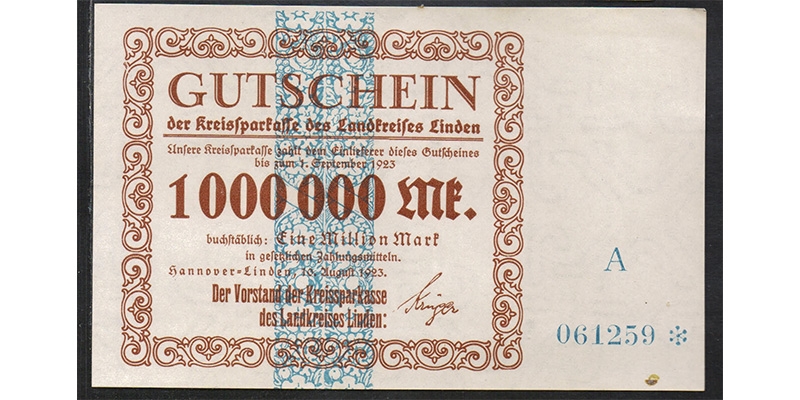 GUTSCHEIN
der Kreissparkasse des Landkreises Linden
Unsere Kreissparkasse zahlt dem Einlieferer dieses Gutscheines
bis zum 1. September 1923
1 000 000 Mk.
buchstäblich: Eine Million Mark
in gesetzlichen Zahlungsmitteln.
Hannover-Linden, 10. August 1923.
Der Vorstand der Kreissparkasse
des Landkreises Linden:
Krüger
A
061259 *